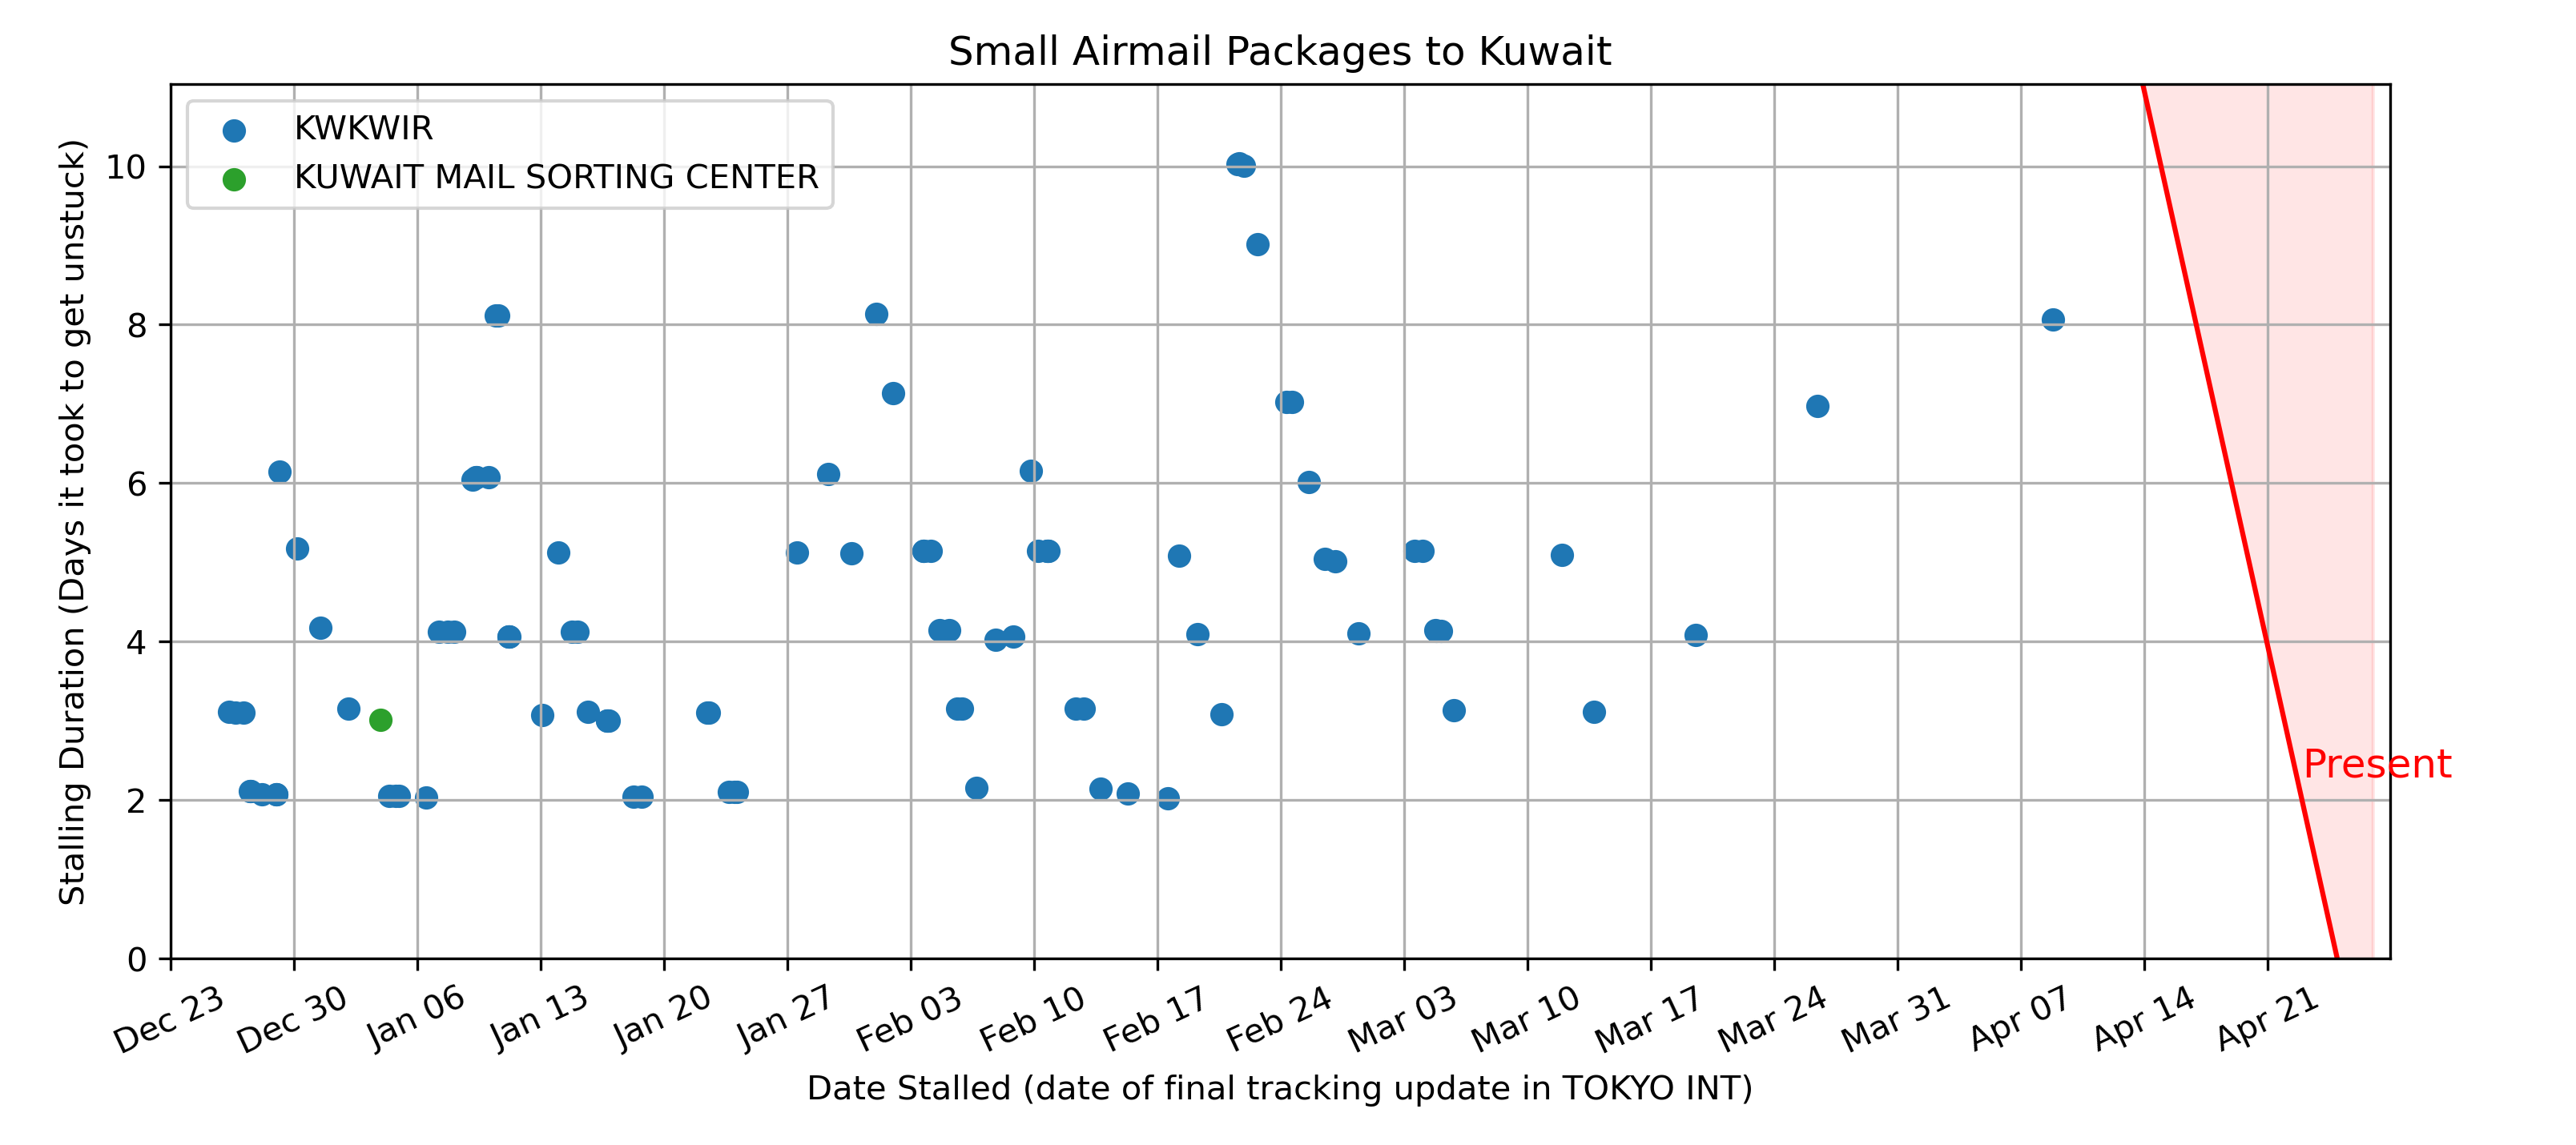 Small Airmail Packages to Kuwait
KWKWIR
KUWAIT MAIL SORTING CENTER
Stalling Duration (Days it took to get unstuck)
10
8
6
4
2
0
Present
Dec 23
Dec 30
Jan 06
Jan 13
Jan 20
Jan 27
Feb 03
Feb 10
Feb 17
Feb 24
Mar 03
Mar 10
Mar 17
Mar 24
Mar 31
Apr 07
Apr 14
Apr 21
Date Stalled (date of final tracking update in TOKYO INT)